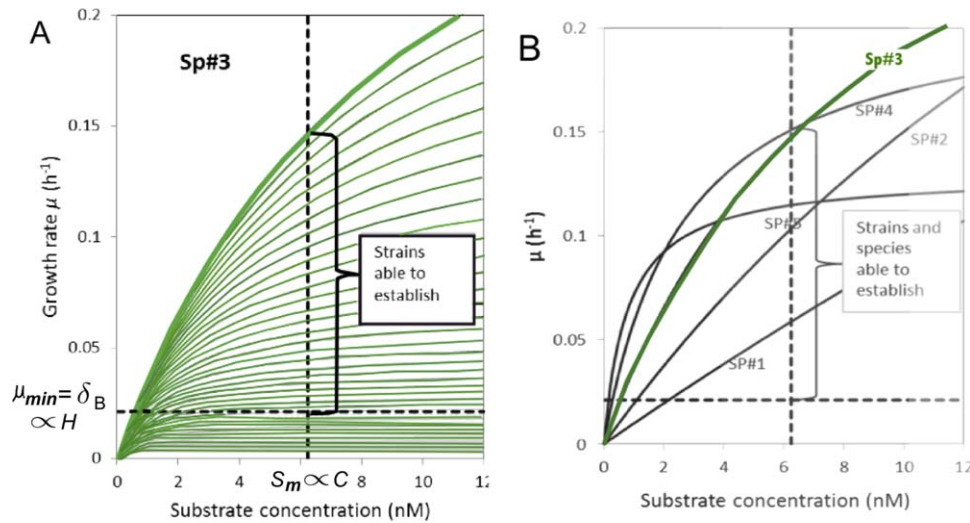 A
Sp#3
0.2
0.15
0.1
0.05
0
Growth rate μ (h⁻¹)
Strains
able to
establish
μmin= δB
∝ H
0 2 4 6 8 10 12
Sm∝ C
Substrate concentration (nM)
B
0.2
0.15
0.1
0.05
0
μ (h⁻¹)
Sp#3
SP#4
SP#2
SP#5
SP#1
Strains and
species
able to
establish
0 2 4 6 8 10 12
Substrate concentration (nM)